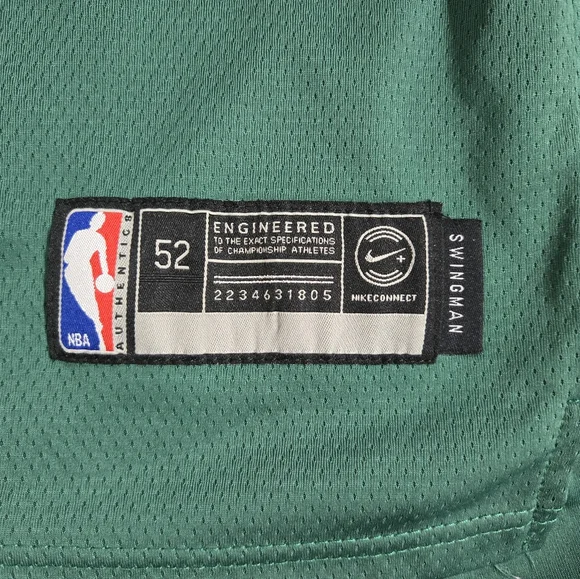 NBA
AUTHENTICS
52
ENGINEERED
TO THE EXACT SPECIFICATIONS
OF CHAMPIONSHIP ATHLETES
2234631805
NIKECONNECT
SWINGMAN